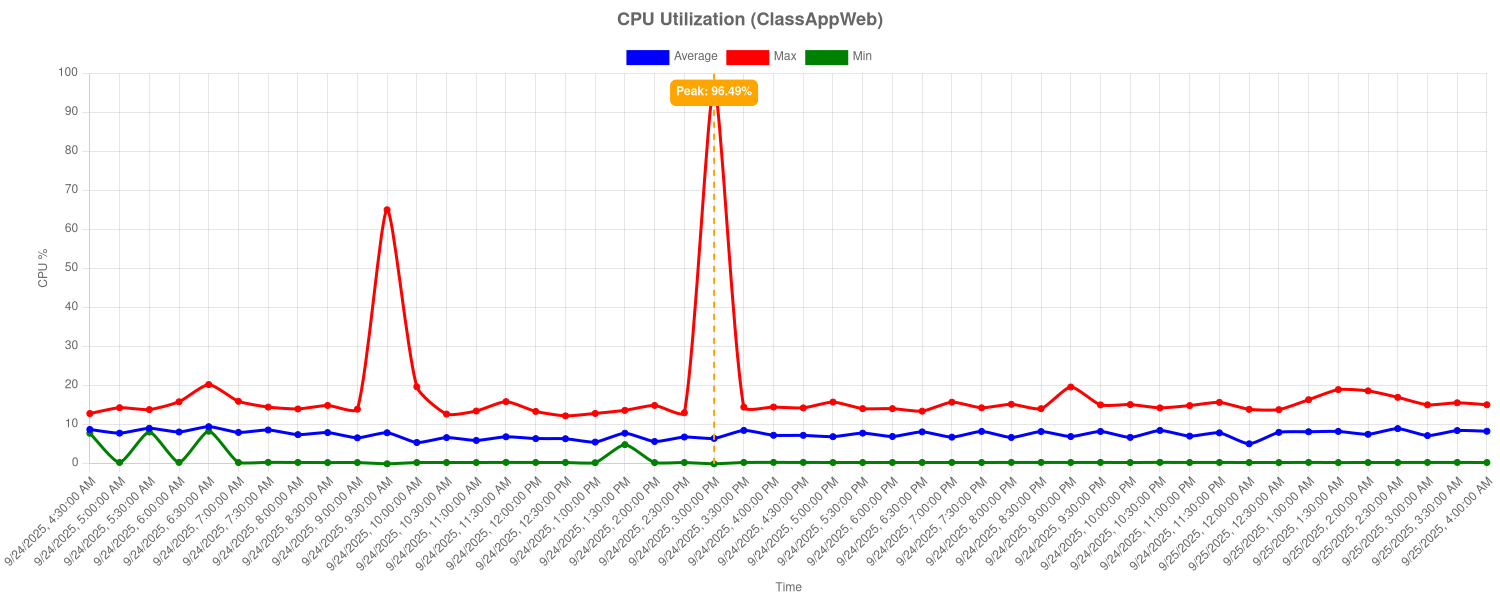 CPU Utilization (ClassAppWeb)
Average Max Min
Peak: 96.49%
100
90
80
70
60
50
40
30
20
10
0
CPU %
9/24/2025, 4:30:00 AM
9/24/2025, 5:00:00 AM
9/24/2025, 5:30:00 AM
9/24/2025, 6:00:00 AM
9/24/2025, 6:30:00 AM
9/24/2025, 7:00:00 AM
9/24/2025, 7:30:00 AM
9/24/2025, 8:00:00 AM
9/24/2025, 8:30:00 AM
9/24/2025, 9:00:00 AM
9/24/2025, 9:30:00 AM
9/24/2025, 10:00:00 AM
9/24/2025, 10:30:00 AM
9/24/2025, 11:00:00 AM
9/24/2025, 11:30:00 AM
9/24/2025, 12:00:00 PM
9/24/2025, 12:30:00 PM
9/24/2025, 1:00:00 PM
9/24/2025, 1:30:00 PM
9/24/2025, 2:00:00 PM
9/24/2025, 2:30:00 PM
9/24/2025, 3:00:00 PM
9/24/2025, 3:30:00 PM
9/24/2025, 4:00:00 PM
9/24/2025, 4:30:00 PM
9/24/2025, 5:00:00 PM
9/24/2025, 5:30:00 PM
9/24/2025, 6:00:00 PM
9/24/2025, 6:30:00 PM
9/24/2025, 7:00:00 PM
9/24/2025, 7:30:00 PM
9/24/2025, 8:00:00 PM
9/24/2025, 8:30:00 PM
9/24/2025, 9:00:00 PM
9/24/2025, 9:30:00 PM
9/24/2025, 10:00:00 PM
9/24/2025, 10:30:00 PM
9/24/2025, 11:00:00 PM
9/24/2025, 11:30:00 PM
9/25/2025, 12:00:00 AM
9/25/2025, 12:30:00 AM
9/25/2025, 1:00:00 AM
9/25/2025, 1:30:00 AM
9/25/2025, 2:00:00 AM
9/25/2025, 2:30:00 AM
9/25/2025, 3:00:00 AM
9/25/2025, 3:30:00 AM
9/25/2025, 4:00:00 AM
Time